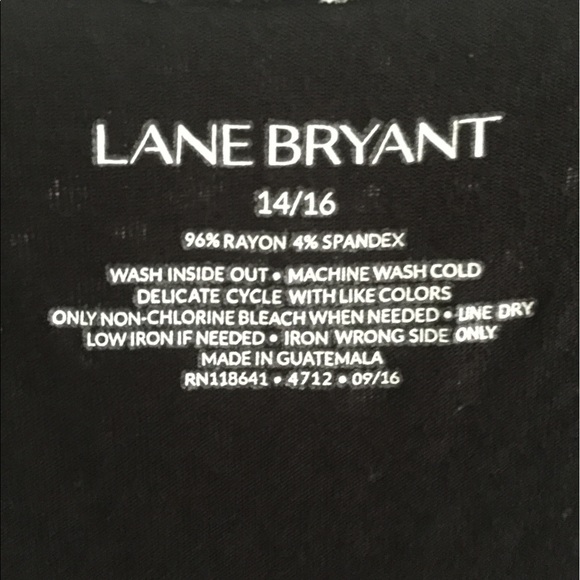 LANE BRYANT
14/16
96% RAYON 4% SPANDEX
WASH INSIDE OUT • MACHINE WASH COLD
DELICATE CYCLE WITH LIKE COLORS
ONLY NON-CHLORINE BLEACH WHEN NEEDED • LINE DRY
LOW IRON IF NEEDED • IRON WRONG SIDE ONLY
MADE IN GUATEMALA
RN118641 • 4712 • 09/16